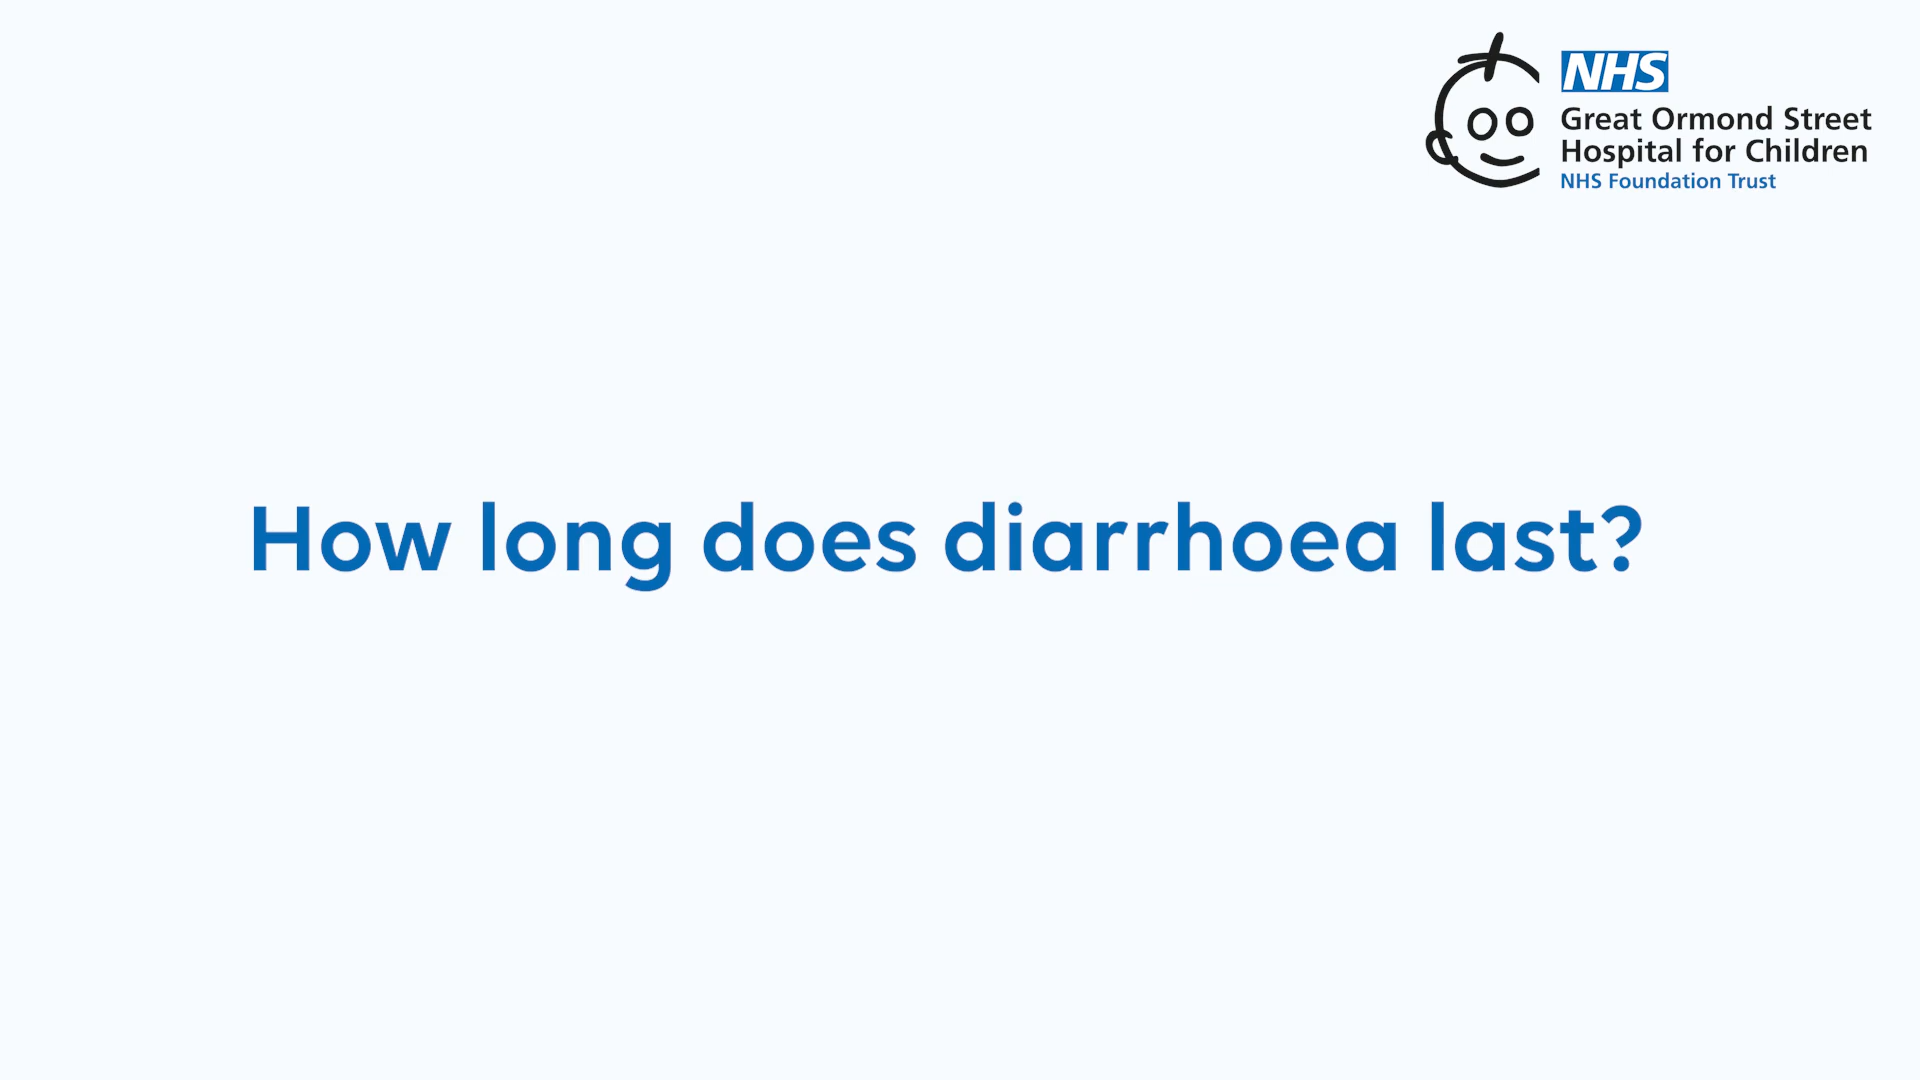 NHS
Great Ormond Street
Hospital for Children
NHS Foundation Trust
How long does diarrhoea last?